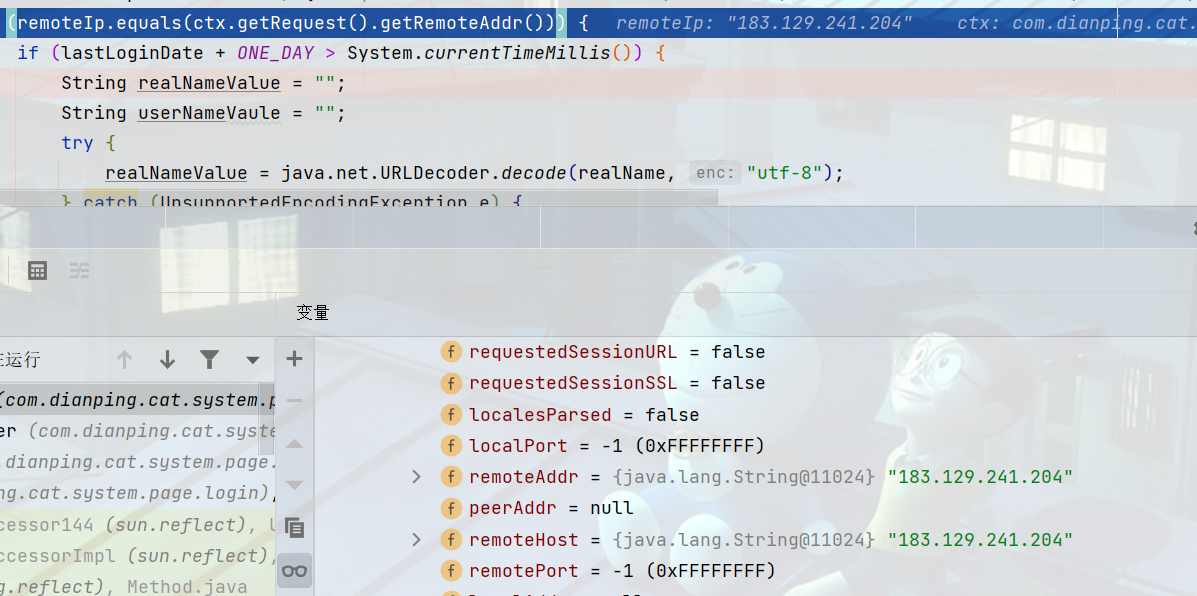 (remoteIp.equals(ctx.getRequest().getRemoteAddr())) { remoteIp: "183.129.241.204" ctx: com.dianping.cat.
if (lastLoginDate + ONE_DAY > System.currentTimeMillis()) {
String realNameValue = "";
String userNameVaule = "";
try {
realNameValue = java.net.URLDecoder.decode(realName, enc: "utf-8");
} catch (UnsupportedEncodingException e) {
变量
运行
requestedSessionURL = false
requestedSessionSSL = false
(com.dianping.cat.system.p
localesParsed = false
er (com.dianping.cat.syste
localPort = -1 (0xFFFFFFFF)
.dianping.cat.system.page.
remoteAddr = {java.lang.String@11024} "183.129.241.204"
ng.cat.system.page.login),
peerAddr = null
cessor144 (sun.reflect), U
remoteHost = {java.lang.String@11024} "183.129.241.204"
ccessorImpl (sun.reflect),
remotePort = -1 (0xFFFFFFFF)
g.reflect), Method.java